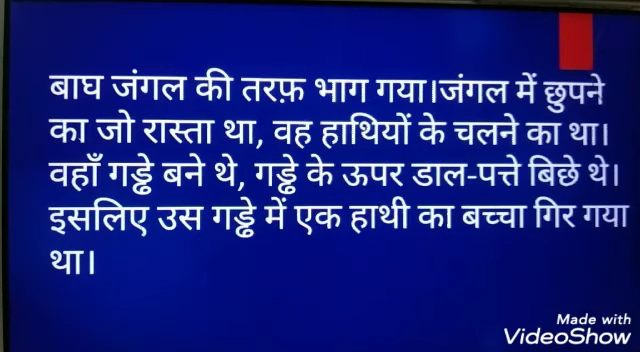 बाघ जंगल की तरफ़ भाग गया।जंगल में छुपने
का जो रास्ता था, वह हाथियों के चलने का था।
वहाँ गड्ढे बने थे, गड्ढे के ऊपर डाल-पत्ते बिछे थे।
इसलिए उस गड्ढे में एक हाथी का बच्चा गिर गया
था।
Made with
VideoShow